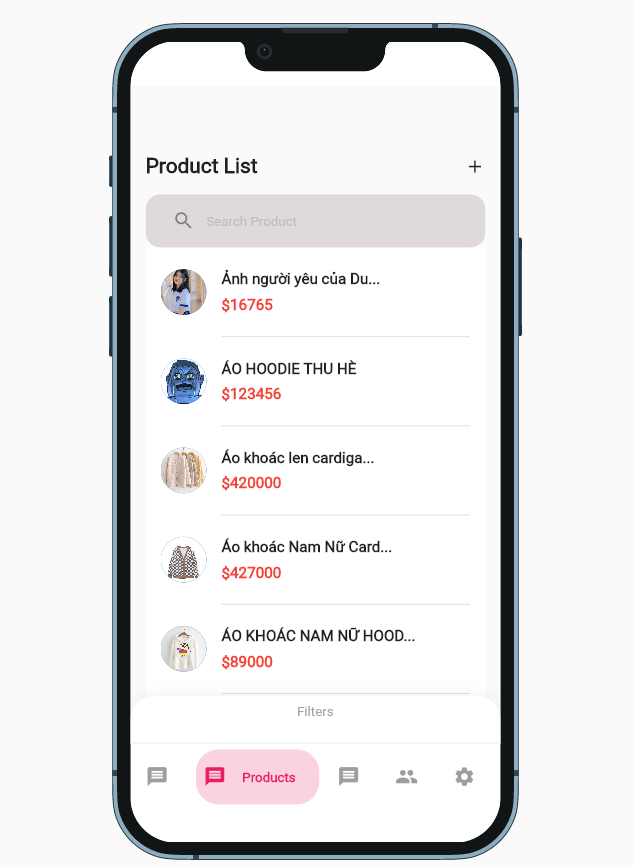 Product List
Search Product
Ảnh người yêu của Du...
$16765
ÁO HOODIE THU HÈ
$123456
Áo khoác len cardiga...
$420000
Áo khoác Nam Nữ Card...
$427000
ÁO KHOÁC NAM NỮ HOOD...
$89000
Filters
Products